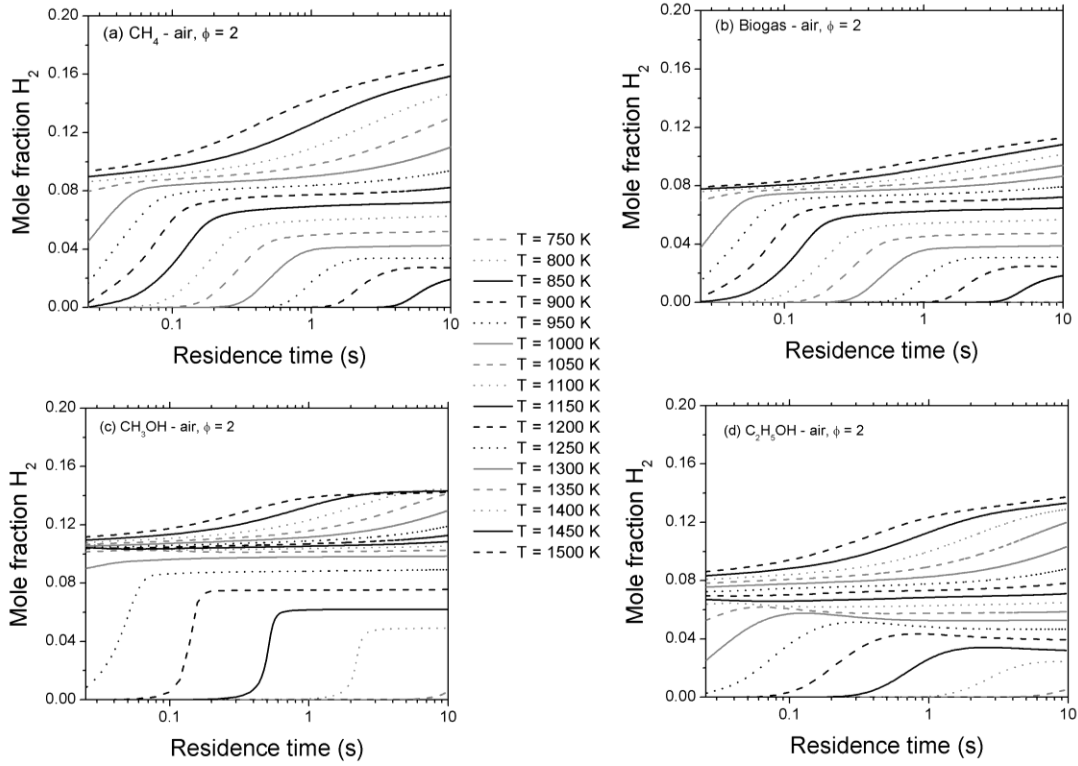 (a) CH₄ - air, ϕ = 2
Mole fraction H₂
0.20
0.16
0.12
0.08
0.04
0.00
0.1
1
10
Residence time (s)
(b) Biogas - air, ϕ = 2
Mole fraction H₂
0.20
0.16
0.12
0.08
0.04
0.00
0.1
1
10
Residence time (s)
T = 750 K
T = 800 K
T = 850 K
T = 900 K
T = 950 K
T = 1000 K
T = 1050 K
T = 1100 K
T = 1150 K
T = 1200 K
T = 1250 K
T = 1300 K
T = 1350 K
T = 1400 K
T = 1450 K
T = 1500 K
(c) CH₃OH - air, ϕ = 2
Mole fraction H₂
0.20
0.16
0.12
0.08
0.04
0.00
0.1
1
10
Residence time (s)
(d) C₂H₅OH - air, ϕ = 2
Mole fraction H₂
0.20
0.16
0.12
0.08
0.04
0.00
0.1
1
10
Residence time (s)